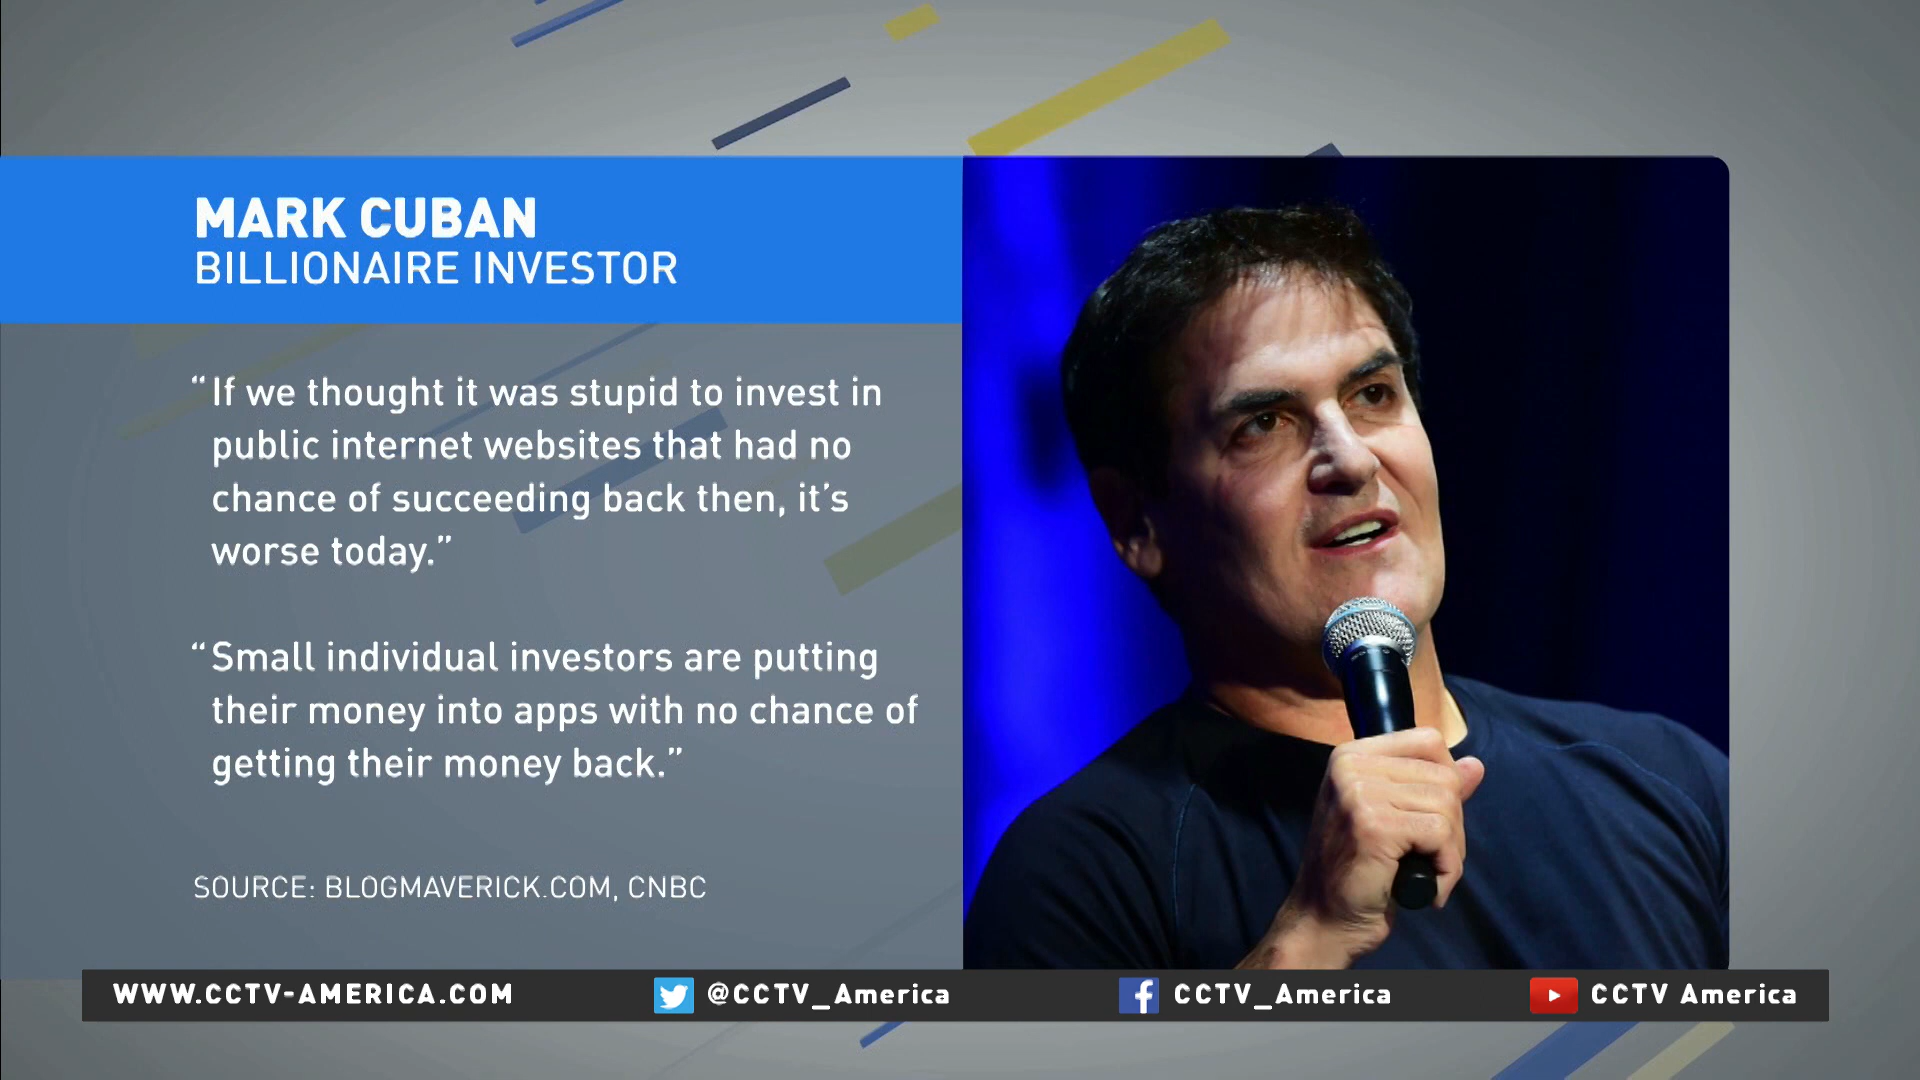 MARK CUBAN
BILLIONAIRE INVESTOR
“If we thought it was stupid to invest in
public internet websites that had no
chance of succeeding back then, it’s
worse today.”
“Small individual investors are putting
their money into apps with no chance of
getting their money back.”
SOURCE: BLOGMAVERICK.COM, CNBC
WWW.CCTV-AMERICA.COM
@CCTV_America
CCTV_America
CCTV America